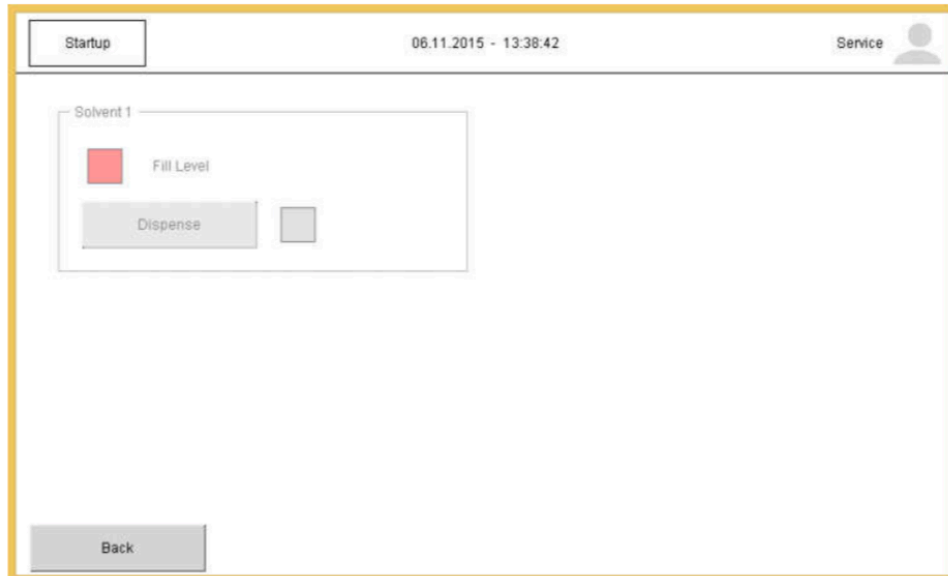 Startup
06.11.2015 - 13:38:42
Service
Solvent 1
Fill Level
Dispense
Back